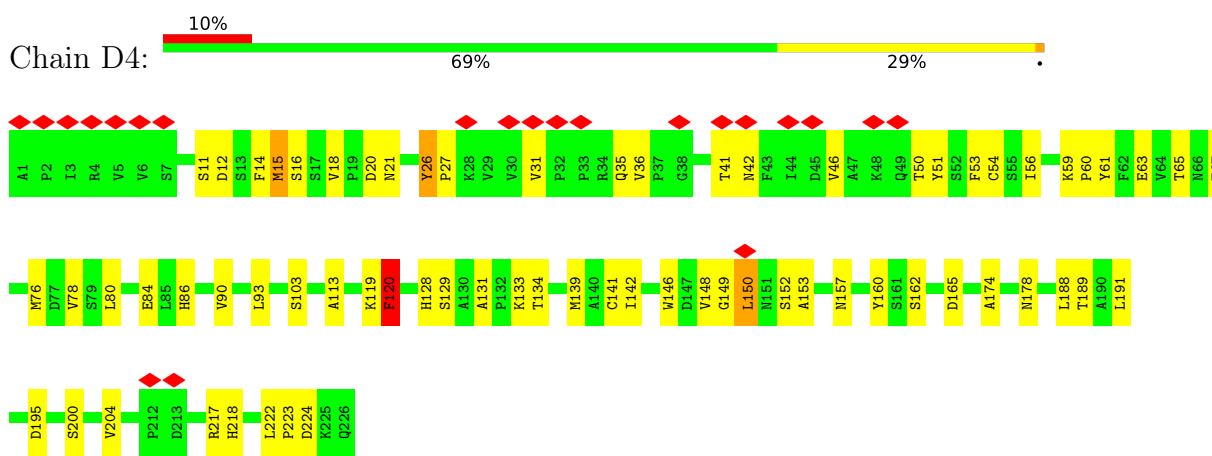 10%
Chain D4:
69% 29% •
A1 P2 I3 R4 V5 V6 S7 S11 D12 S13 F14 M15 S16 S17 V18 P19 D20 N21 Y26 P27 K28 V29 V30 V31 P32 P33 R34 Q35 V36 P37 G38 T41 N42 F43 I44 D45 V46 A47 K48 Q49 T50 Y51 S52 F53 C54 S55 I56 K59 P60 Y61 F62 E63 V64 T65 N66
M76 D77 V78 S79 L80 E84 L85 H86 V90 L93 S103 A113 K119 F120 H128 S129 A130 A131 P132 K133 T134 M139 A140 C141 I142 W146 D147 V148 G149 L150 N151 S152 A153 N157 Y160 S161 S162 D165 A174 N178 L188 T189 A190 L191
D195 S200 V204 P212 D213 R217 H218 L222 P223 D224 K225 Q226